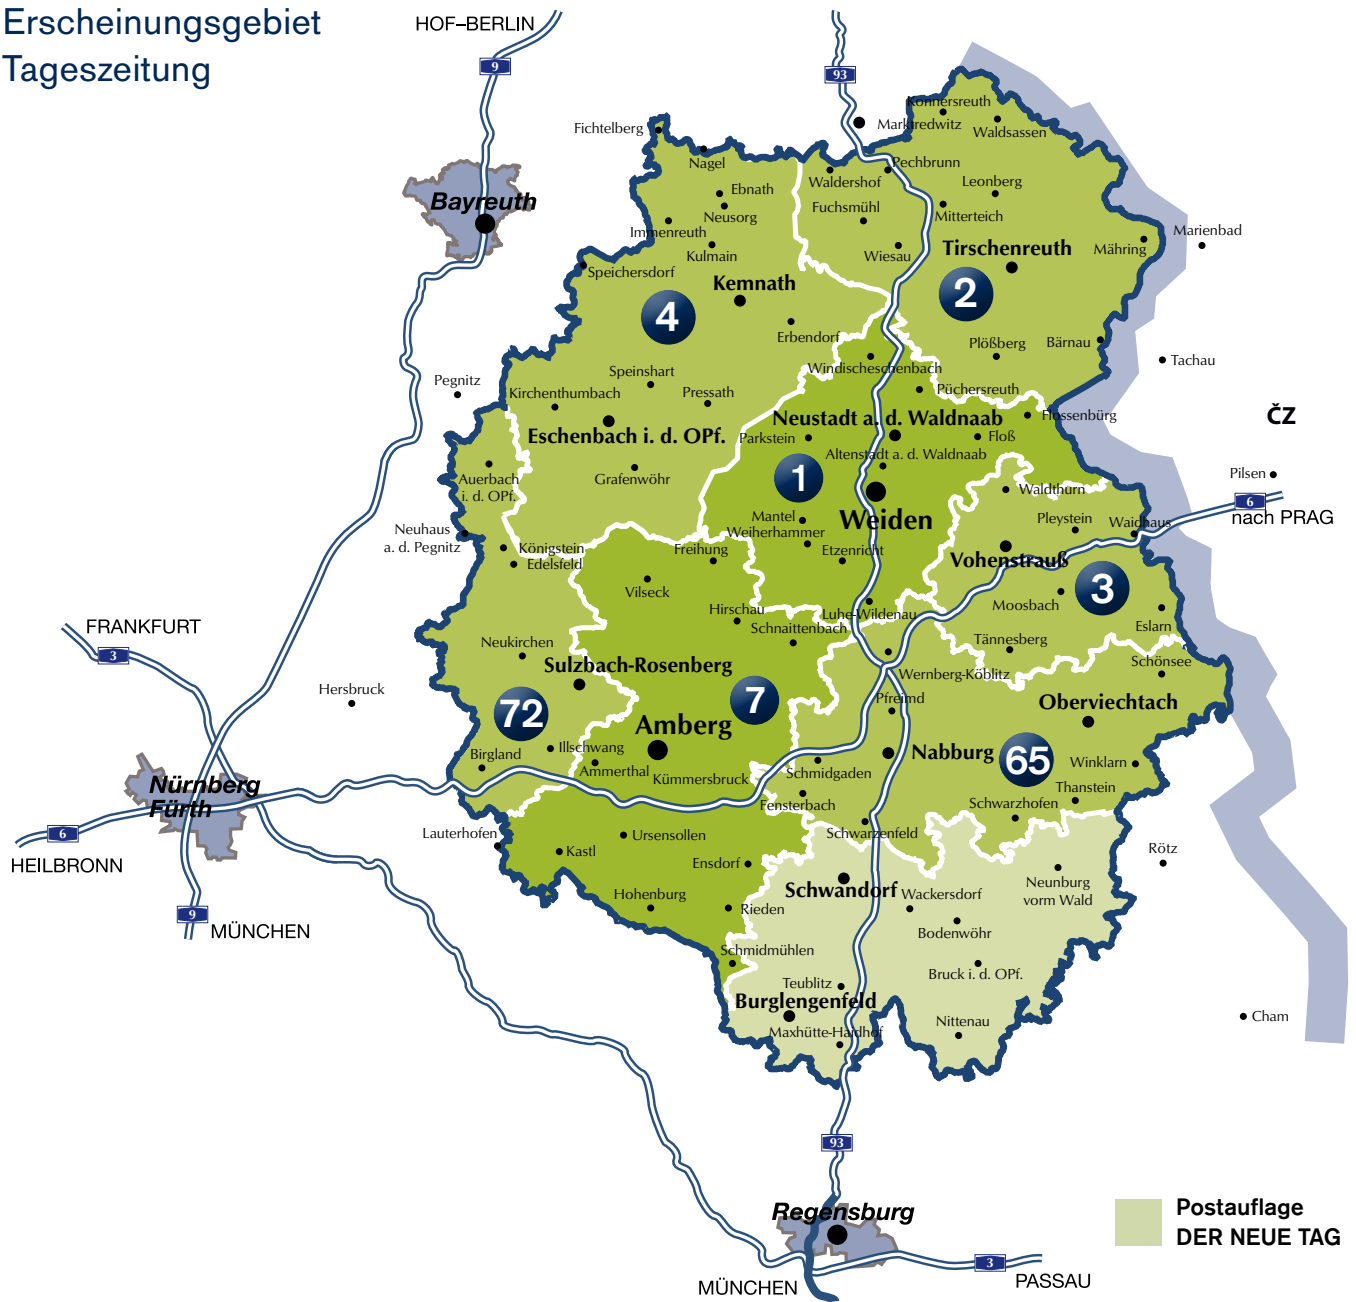 Erscheinungsgebiet
Tageszeitung
HOF–BERLIN
9
93
Konnersreuth
Marktredwitz
Waldsassen
Fichtelberg
Nagel
Pechbrunn
Waldershof
Leonberg
Ebnath
Neusorg
Fuchsmühl
Mitterteich
Bayreuth
Immenreuth
Kulmain
Wiesau
Tirschenreuth
Mähring
Marienbad
Speichersdorf
Kemnath
2
4
Erbendorf
Plößberg
Bärnau
Tachau
Windischeschenbach
Speinshart
Pegnitz
Kirchenthumbach
Pressath
Püchersreuth
Neustadt a. d. Waldnaab
Flossenbürg
ČZ
Eschenbach i. d. OPf.
Parkstein
Floß
Altenstadt a. d. Waldnaab
Auerbach
i. d. OPf.
Grafenwöhr
1
Pilsen
Waldthurn
6
nach PRAG
Weiden
Mantel
Weiherhammer
Pleystein
Waidhaus
Neuhaus
a. d. Pegnitz
Königstein
Edelsfeld
Freihung
Etzenricht
Vohenstrauß
3
Vilseck
Hirschau
Luhe-Wildenau
Moosbach
Eslarn
FRANKFURT
3
Schnaittenbach
Neukirchen
Tännesberg
Schönsee
Sulzbach-Rosenberg
Wernberg-Köblitz
Hersbruck
72
7
Pfreimd
Oberviechtach
Amberg
Birgland
Illschwang
Ammerthal
Kümmersbruck
Nabburg
65
Winklarn
Schmidgaden
Thanstein
Nürnberg
Fürth
Fensterbach
Schwarzhofen
6
HEILBRONN
Lauterhofen
Ursensollen
Schwarzenfeld
Kastl
Ensdorf
Rötz
Schwandorf
Wackersdorf
Neunburg
vorm Wald
Hohenburg
Rieden
9
MÜNCHEN
Bodenwöhr
Schmidmühlen
Bruck i. d. OPf.
Teublitz
Burglengenfeld
Maxhütte-Haidhof
Nittenau
Cham
93
Regensburg
Postauflage
DER NEUE TAG
3
MÜNCHEN
PASSAU